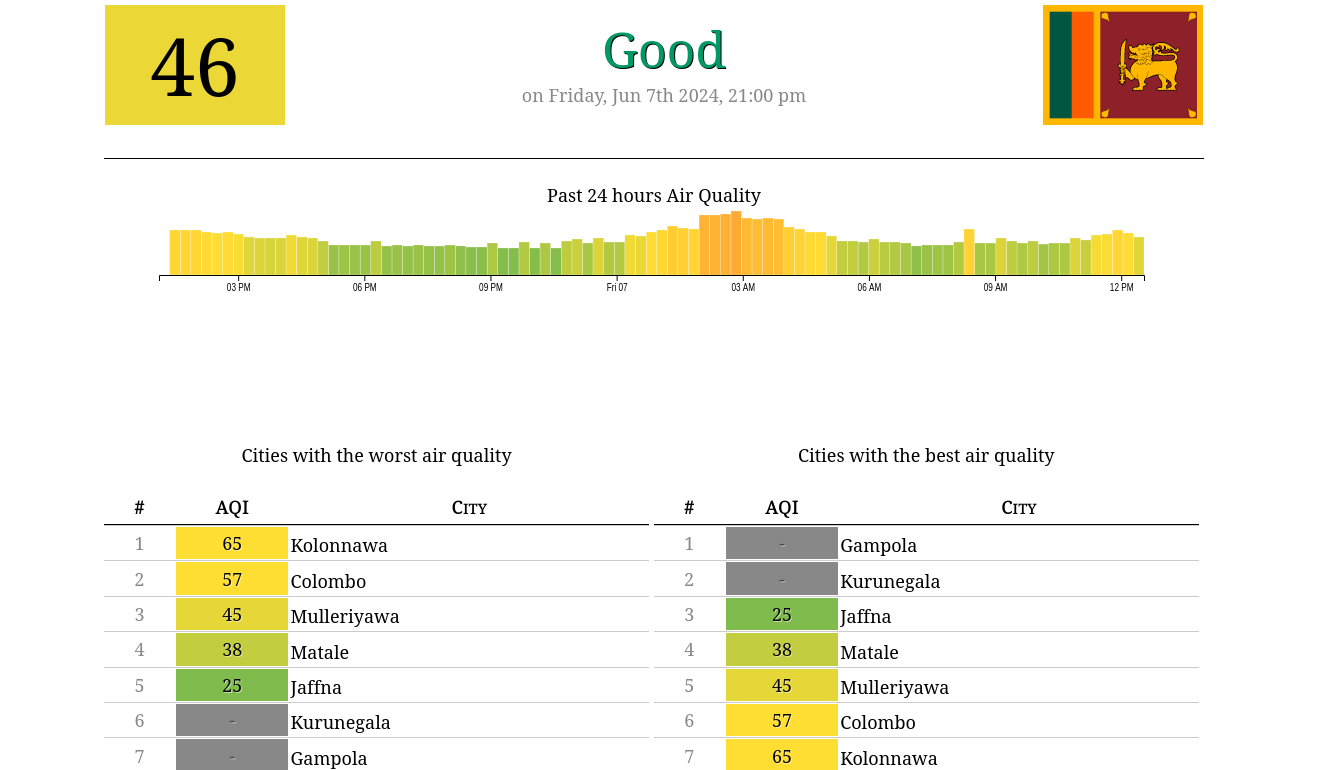 46
Good
on Friday, Jun 7th 2024, 21:00 pm
Past 24 hours Air Quality
03 PM 06 PM 09 PM Fri 07 03 AM 06 AM 09 AM 12 PM
Cities with the worst air quality
# AQI City
1 65 Kolonnawa
2 57 Colombo
3 45 Mulleriyawa
4 38 Matale
5 25 Jaffna
6 - Kurunegala
7 - Gampola
Cities with the best air quality
# AQI City
1 - Gampola
2 - Kurunegala
3 25 Jaffna
4 38 Matale
5 45 Mulleriyawa
6 57 Colombo
7 65 Kolonnawa